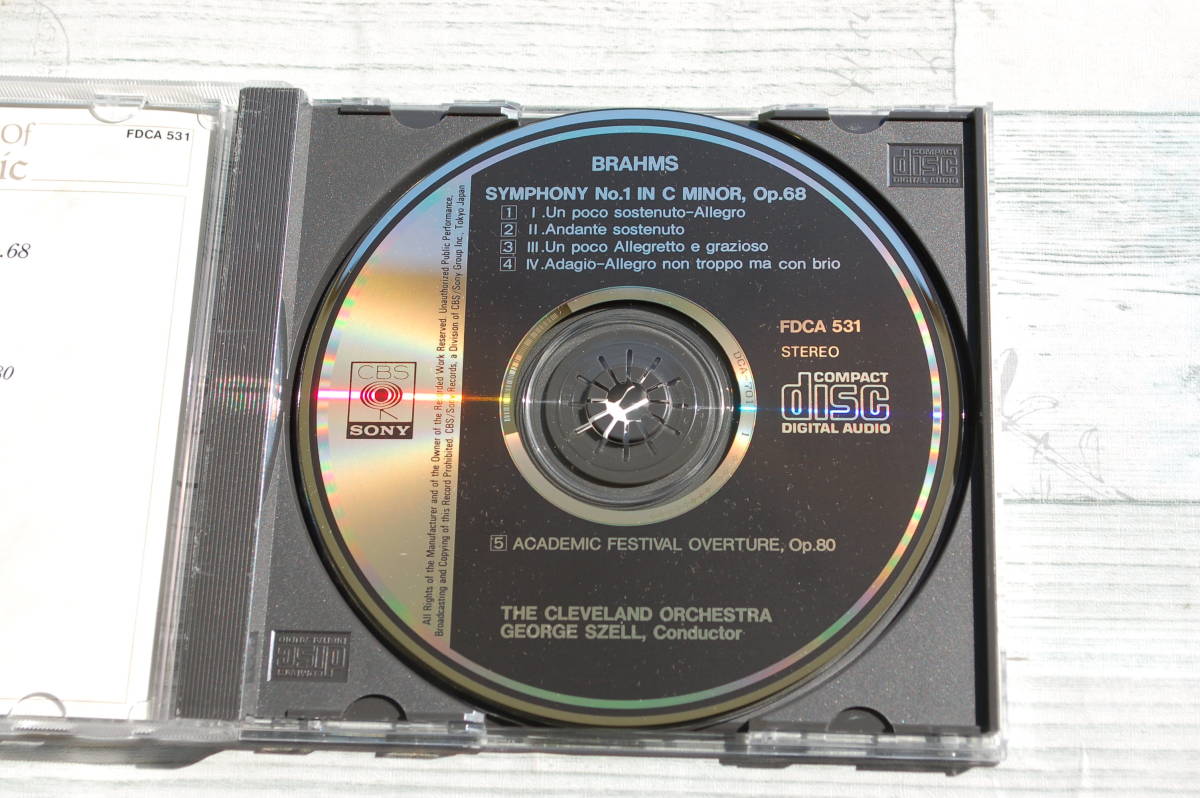 Of
ic
FDCA 531
.68
80
BRAHMS
SYMPHONY No.1 IN C MINOR, Op.68
1 I.Un poco sostenuto-Allegro
2 II.Andante sostenuto
3 III.Un poco Allegretto e grazioso
4 IV.Adagio-Allegro non troppo ma con brio
FDCA 531
STEREO
COMPACT
disc
DIGITAL AUDIO
CBS
SONY
All Rights of the Manufacturer and of the Owner of the Recorded Work Reserved. Unauthorized Public Performance,
Broadcasting and Copying of this Record Prohibited. CBS/Sony Records, a Division of CBS/Sony Group Inc., Tokyo Japan
5 ACADEMIC FESTIVAL OVERTURE, Op.80
THE CLEVELAND ORCHESTRA
GEORGE SZELL, Conductor
COMPACT
disc
DIGITAL AUDIO
COMPACT
disc
DIGITAL AUDIO